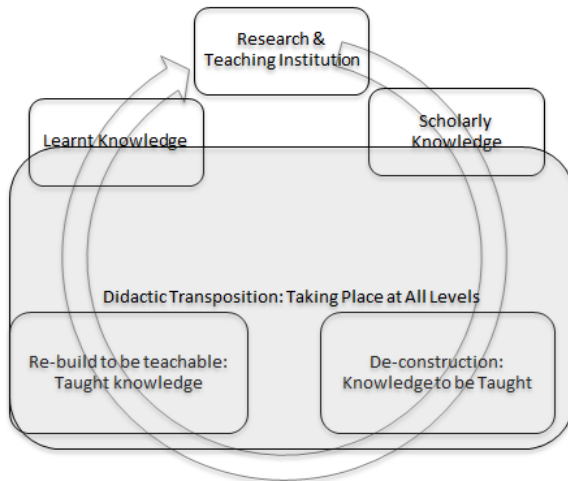 Research &
Teaching Institution
Learnt Knowledge
Scholarly
Knowledge
Didactic Transposition: Taking Place at All Levels
Re-build to be teachable:
Taught knowledge
De-construction:
Knowledge to be Taught